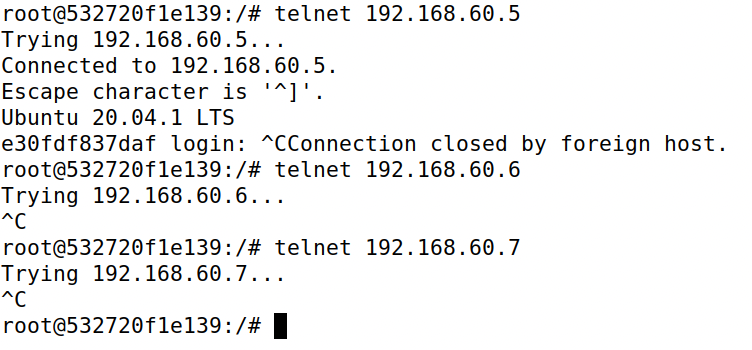 root@532720f1e139:/# telnet 192.168.60.5
Trying 192.168.60.5...
Connected to 192.168.60.5.
Escape character is '^]'.
Ubuntu 20.04.1 LTS
e30fdf837daf login: ^CConnection closed by foreign host.
root@532720f1e139:/# telnet 192.168.60.6
Trying 192.168.60.6...
^C
root@532720f1e139:/# telnet 192.168.60.7
Trying 192.168.60.7...
^C
root@532720f1e139:/#